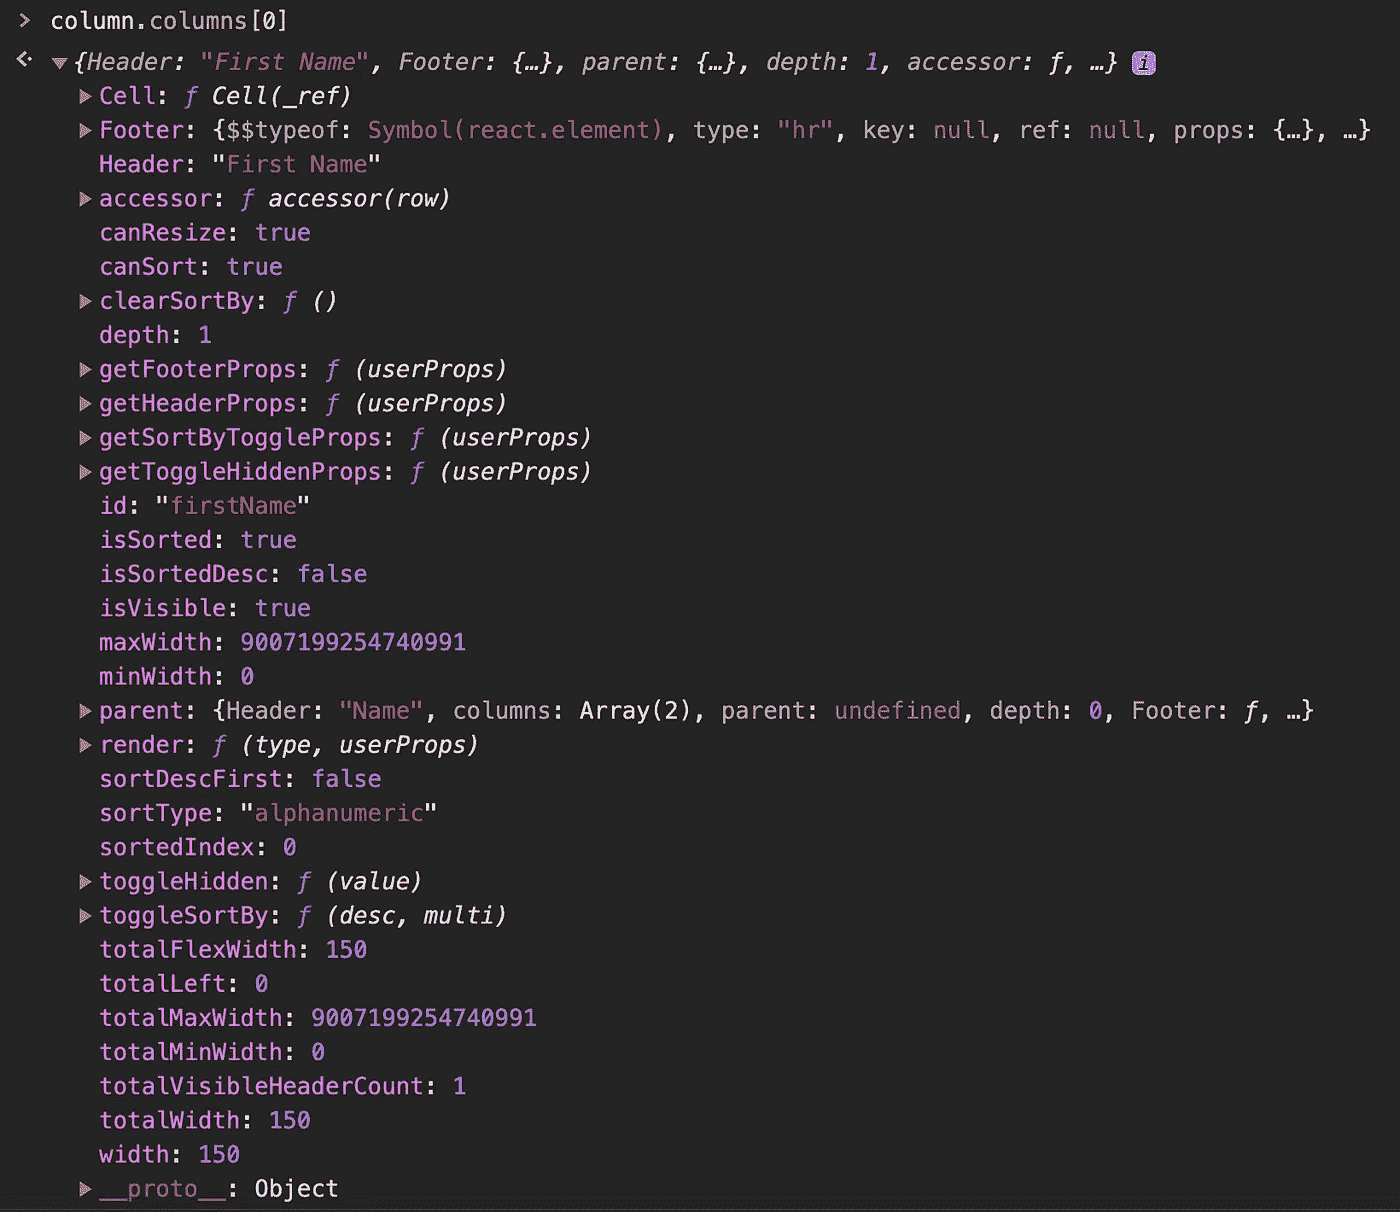 > column.columns[0]
{Header: "First Name", Footer: {…}, parent: {…}, depth: 1, accessor: ƒ, …} i
Cell: ƒ Cell(_ref)
Footer: {$$typeof: Symbol(react.element), type: "hr", key: null, ref: null, props: {…}, …}
Header: "First Name"
accessor: ƒ accessor(row)
canResize: true
canSort: true
clearSortBy: ƒ ()
depth: 1
getFooterProps: ƒ (userProps)
getHeaderProps: ƒ (userProps)
getSortByToggleProps: ƒ (userProps)
getToggleHiddenProps: ƒ (userProps)
id: "firstName"
isSorted: true
isSortedDesc: false
isVisible: true
maxWidth: 9007199254740991
minWidth: 0
parent: {Header: "Name", columns: Array(2), parent: undefined, depth: 0, Footer: ƒ, …}
render: ƒ (type, userProps)
sortDescFirst: false
sortType: "alphanumeric"
sortedIndex: 0
toggleHidden: ƒ (value)
toggleSortBy: ƒ (desc, multi)
totalFlexWidth: 150
totalLeft: 0
totalMaxWidth: 9007199254740991
totalMinWidth: 0
totalVisibleHeaderCount: 1
totalWidth: 150
width: 150
__proto__: Object